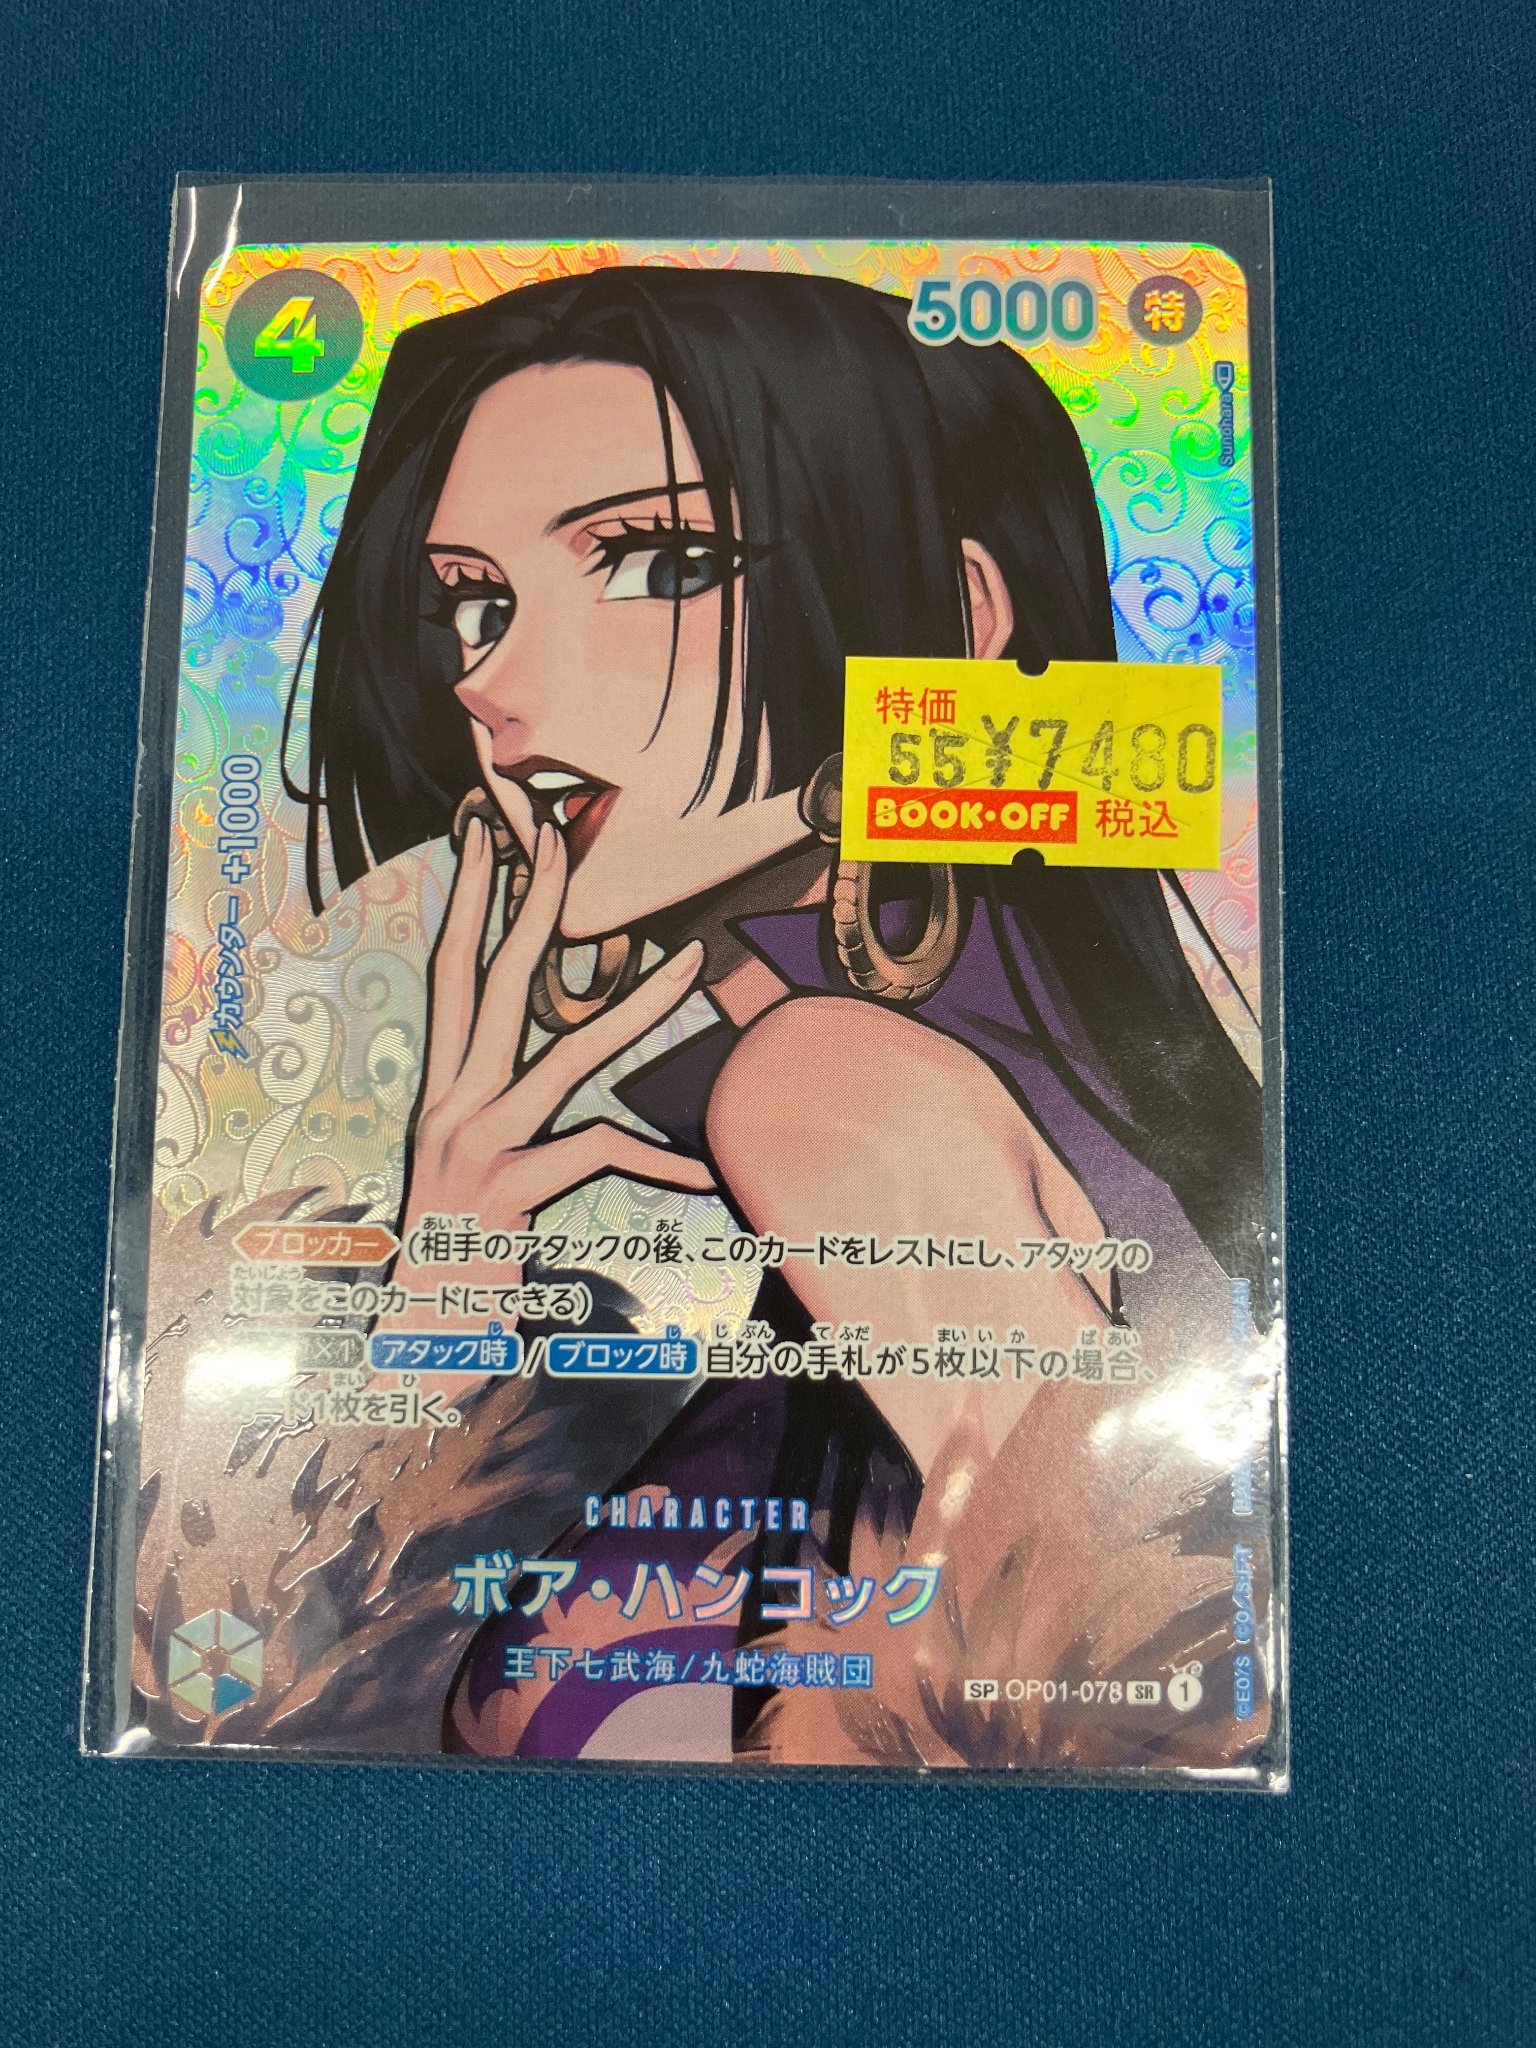 4
5000
特
Sunohara
カウンター +1000
特価
55 ¥7480
BOOK・OFF 税込
ブロッカー (相手のアタックの後、このカードをレストにし、アタックの
対象をこのカードにできる)
×1 アタック時 / ブロック時 自分の手札が5枚以下の場合、
カード1枚を引く。
CHARACTER
ボア・ハンコック
王下七武海/九蛇海賊団
SP OP01-078 SR 1
©EO/S ©O/S・F・T